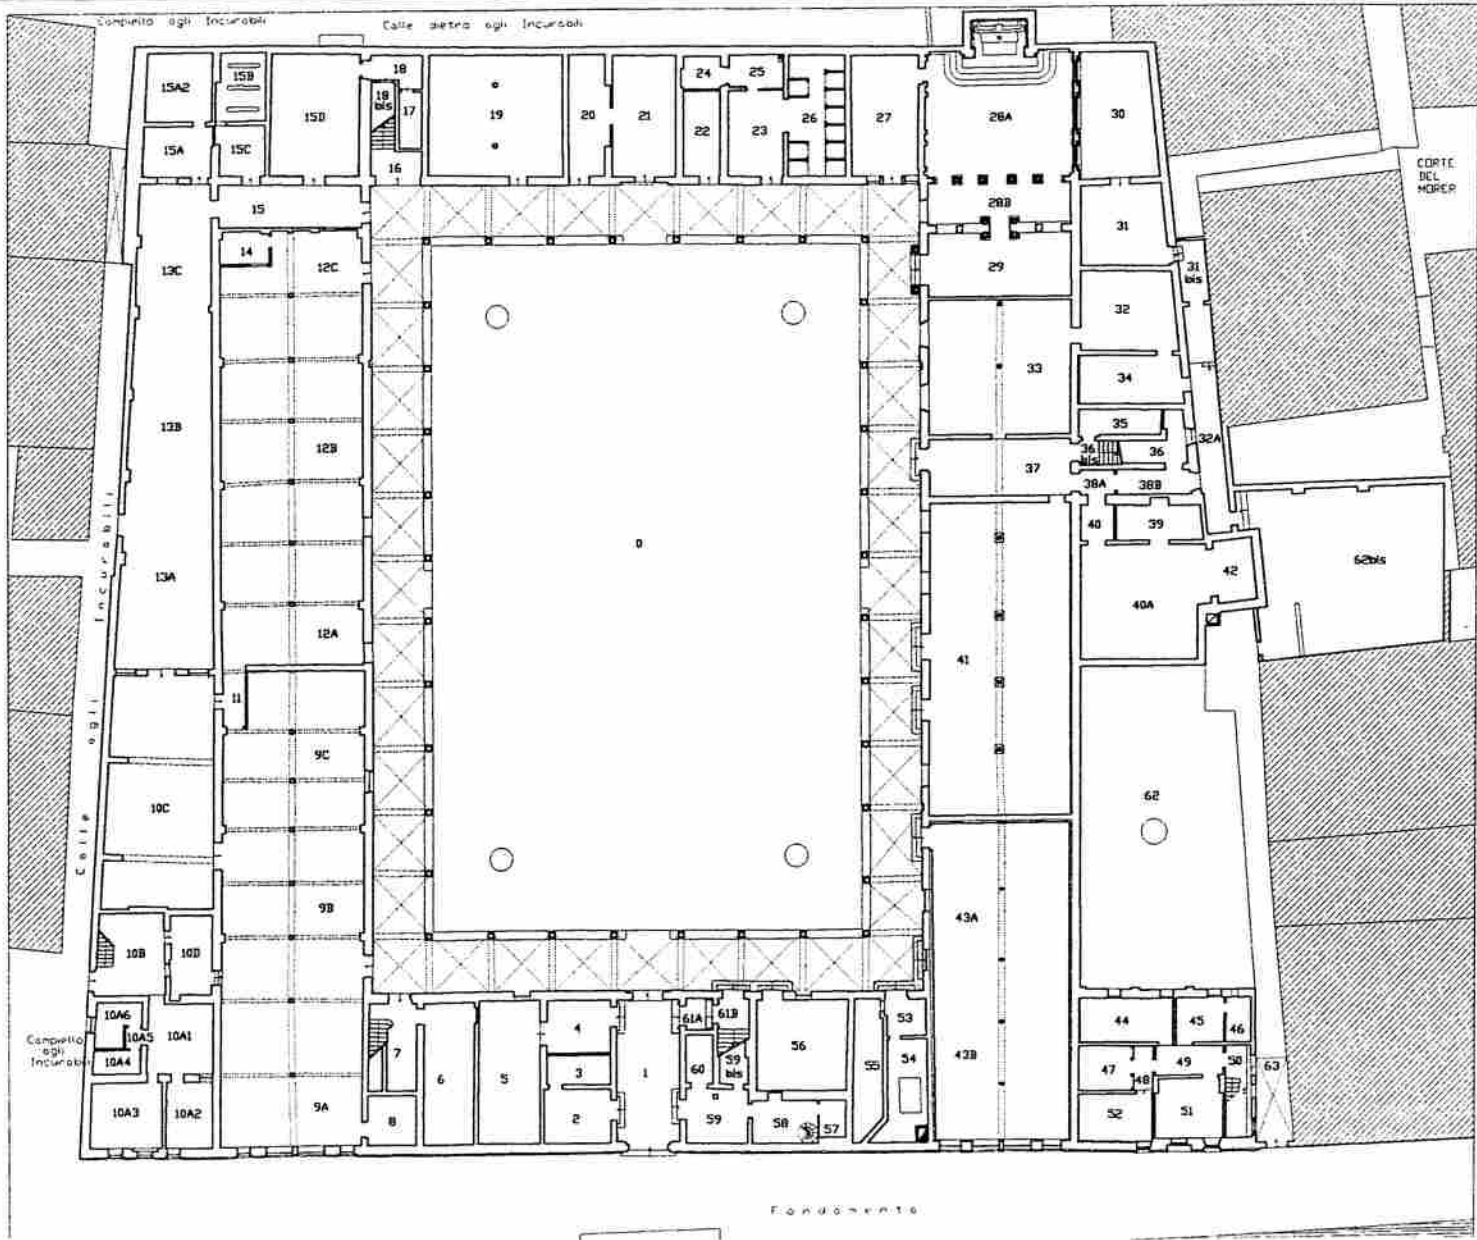 Campiello agli Incurabili
Calle dietro agli Incurabili
15A2
15B
15D
18
18 bis
17
19
20
21
24
25
22
23
26
27
28A
30
15A
15C
16
CORTE
DEL
MORER
15
28B
31
14
12C
13C
29
31
bis
32
33
34
13B
12B
35
36
36
bis
32A
37
38A
38B
40
39
0
62bis
13A
42
12A
40A
41
11
9C
10C
62
Calle agli Incurabili
9B
43A
10B
10D
10A6
10A5
10A1
10A4
Campiello
agli
Incurabili
4
61A
61B
53
44
45
46
7
56
43B
3
1
60
59
bis
55
54
47
49
50
48
63
6
5
10A3
10A2
9A
8
2
59
58
57
52
51
Fondamenta